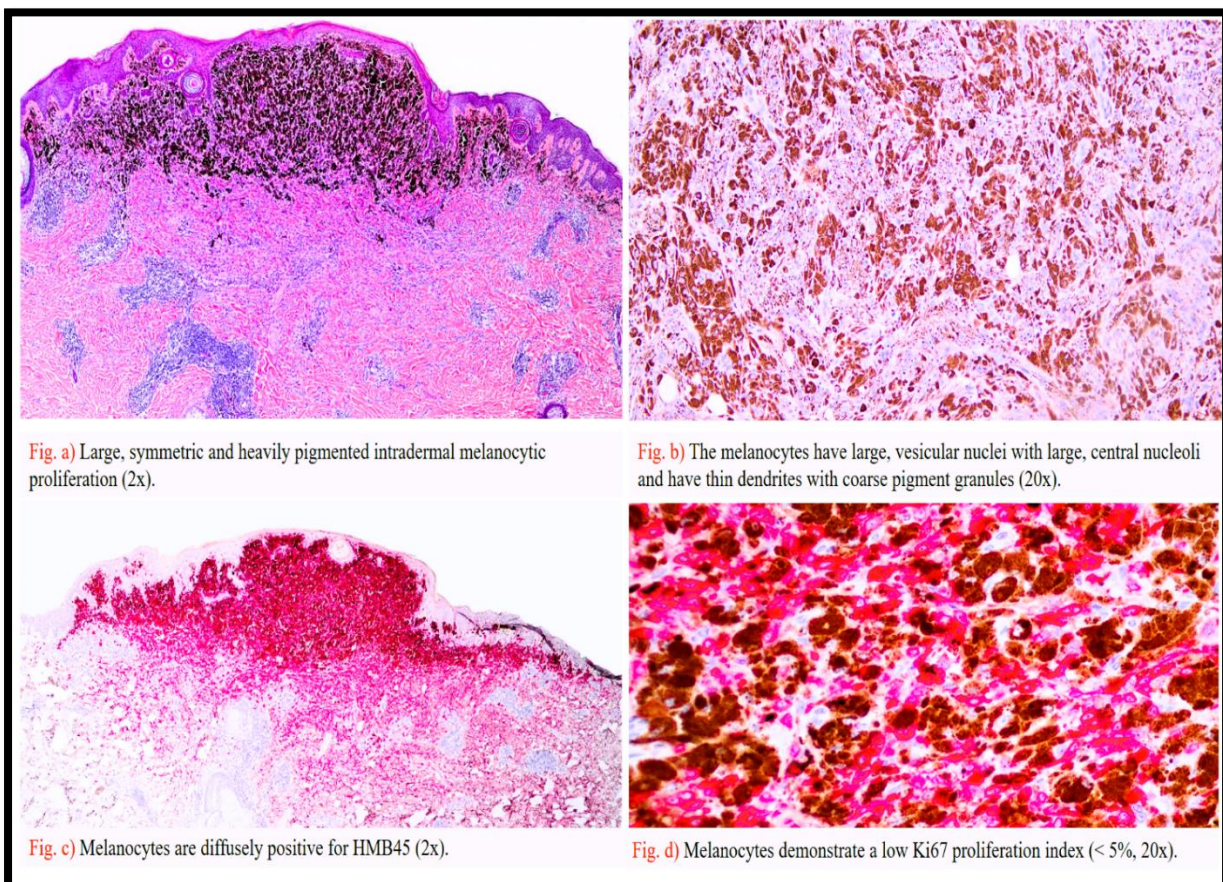 Fig. a) Large, symmetric and heavily pigmented intradermal melanocytic
proliferation (2x).
Fig. b) The melanocytes have large, vesicular nuclei with large, central nucleoli
and have thin dendrites with coarse pigment granules (20x).
Fig. c) Melanocytes are diffusely positive for HMB45 (2x).
Fig. d) Melanocytes demonstrate a low Ki67 proliferation index (< 5%, 20x).